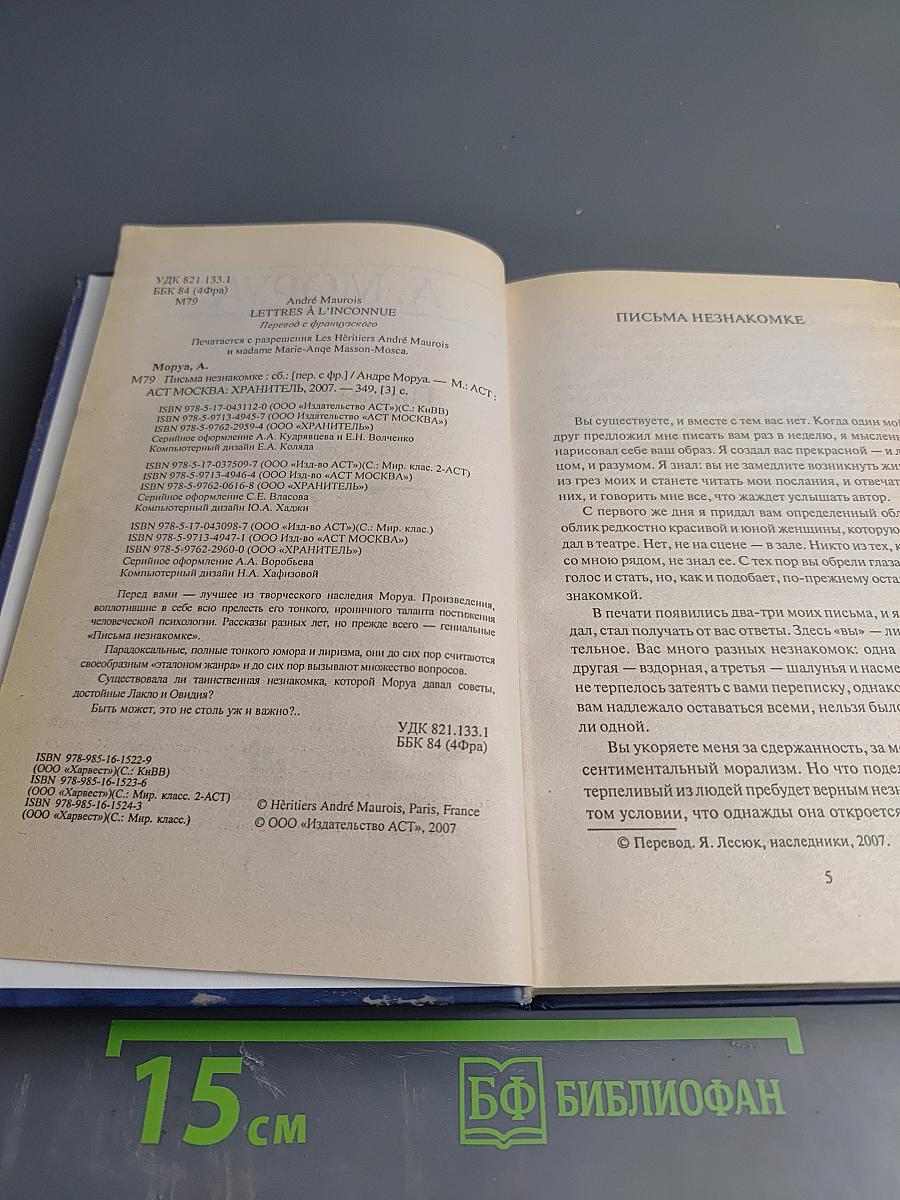 УДК 821.133.1
ББК 84 (4Фра)
М79
André Maurois
LETTRES À L'INCONNUE
Перевод с французского
Печатается с разрешения Les Hèritiers André Maurois
и madame Marie-Anqe Masson-Mosca.
Моруа, А.
М79 Письма незнакомке : сб.: [пер. с фр.] / Андре Моруа. — М.: АСТ:
АСТ МОСКВА: ХРАНИТЕЛЬ, 2007. — 349, [3] с.
ISBN 978-5-17-043112-0 (ООО «Издательство АСТ»)(С.: КнВВ)
ISBN 978-5-9713-4945-7 (ООО Издательство «АСТ МОСКВА»)
ISBN 978-5-9762-2959-4 (ООО «ХРАНИТЕЛЬ»)
Серийное оформление А.А. Кудрявцева и Е.Н. Волченко
Компьютерный дизайн Е.А. Коляда
ISBN 978-5-17-037509-7 (ООО «Изд-во АСТ»)(С.: Мир. клас. 2-АСТ)
ISBN 978-5-9713-4946-4 (ООО Изд-во «АСТ МОСКВА»)
ISBN 978-5-9762-0616-8 (ООО «ХРАНИТЕЛЬ»)
Серийное оформление С.Е. Власова
Компьютерный дизайн Ю.А. Хаджи
ISBN 978-5-17-043098-7 (ООО «Изд-во АСТ»)(С.: Мир. клас.)
ISBN 978-5-9713-4947-1 (ООО Изд-во «АСТ МОСКВА»)
ISBN 978-5-9762-2960-0 (ООО «ХРАНИТЕЛЬ»)
Серийное оформление А.А. Воробьева
Компьютерный дизайн Н.А. Хафизовой
Перед вами — лучшее из творческого наследия Моруа. Произведения,
воплотившие в себе всю прелесть его тонкого, ироничного таланта постижения
человеческой психологии. Рассказы разных лет, но прежде всего — гениальные
«Письма незнакомке».
Парадоксальные, полные тонкого юмора и лиризма, они до сих пор считаются
своеобразным «эталоном жанра» и до сих пор вызывают множество вопросов.
Существовала ли таинственная незнакомка, которой Моруа давал советы,
достойные Лакло и Овидия?
Быть может, это не столь уж и важно?..
УДК 821.133.1
ББК 84 (4Фра)
ISBN 978-985-16-1522-9
(ООО «Харвест»)(С.: КнВВ)
ISBN 978-985-16-1523-6
(ООО «Харвест»)(С.: Мир. класс. 2-АСТ)
ISBN 978-985-16-1524-3
(ООО «Харвест»)(С.: Мир. класс.)
© Hèritiers André Maurois, Paris, France
© ООО «Издательство АСТ», 2007
ПИСЬМА НЕЗНАКОМКЕ
Вы существуете, и вместе с тем вас нет. Когда один мой
друг предложил мне писать вам раз в неделю, я мысленн
нарисовал себе ваш образ. Я создал вас прекрасной — и л
цом, и разумом. Я знал: вы не замедлите возникнуть жи
из грез моих и станете читать мои послания, и отвечат
них, и говорить мне все, что жаждет услышать автор.
С первого же дня я придал вам определенный обл
облик редкостно красивой и юной женщины, которую
дал в театре. Нет, не на сцене — в зале. Никто из тех, к
со мною рядом, не знал ее. С тех пор вы обрели глаза
голос и стать, но, как и подобает, по-прежнему оста
знакомкой.
В печати появились два-три моих письма, и я
дал, стал получать от вас ответы. Здесь «вы» — ли
тельное. Вас много разных незнакомок: одна
другая — вздорная, а третья — шалунья и насме
не терпелось затеять с вами переписку, однако
вам надлежало оставаться всеми, нельзя было
ли одной.
Вы укоряете меня за сдержанность, за м
сентиментальный морализм. Но что подел
терпеливый из людей пребудет верным незн
том условии, что однажды она откроется
© Перевод. Я. Лесюк, наследники, 2007.
5
15 см
БФ БИБЛИОФАН